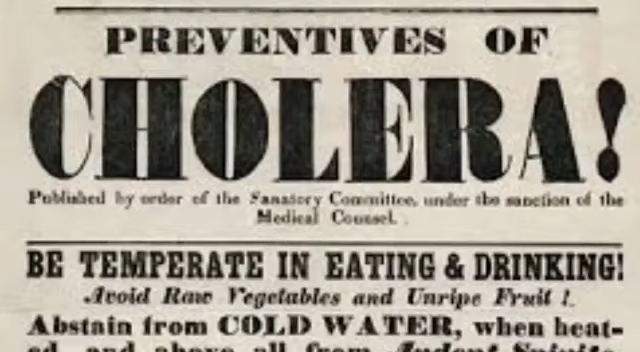 PREVENTIVES OF
CHOLERA!
Published by order of the Sanatory Committee, under the sanction of the
Medical Counsel.
BE TEMPERATE IN EATING & DRINKING!
Avoid Raw Vegetables and Unripe Fruit !
Abstain from COLD WATER, when heat-
ed, and above all from Ardent Spirits